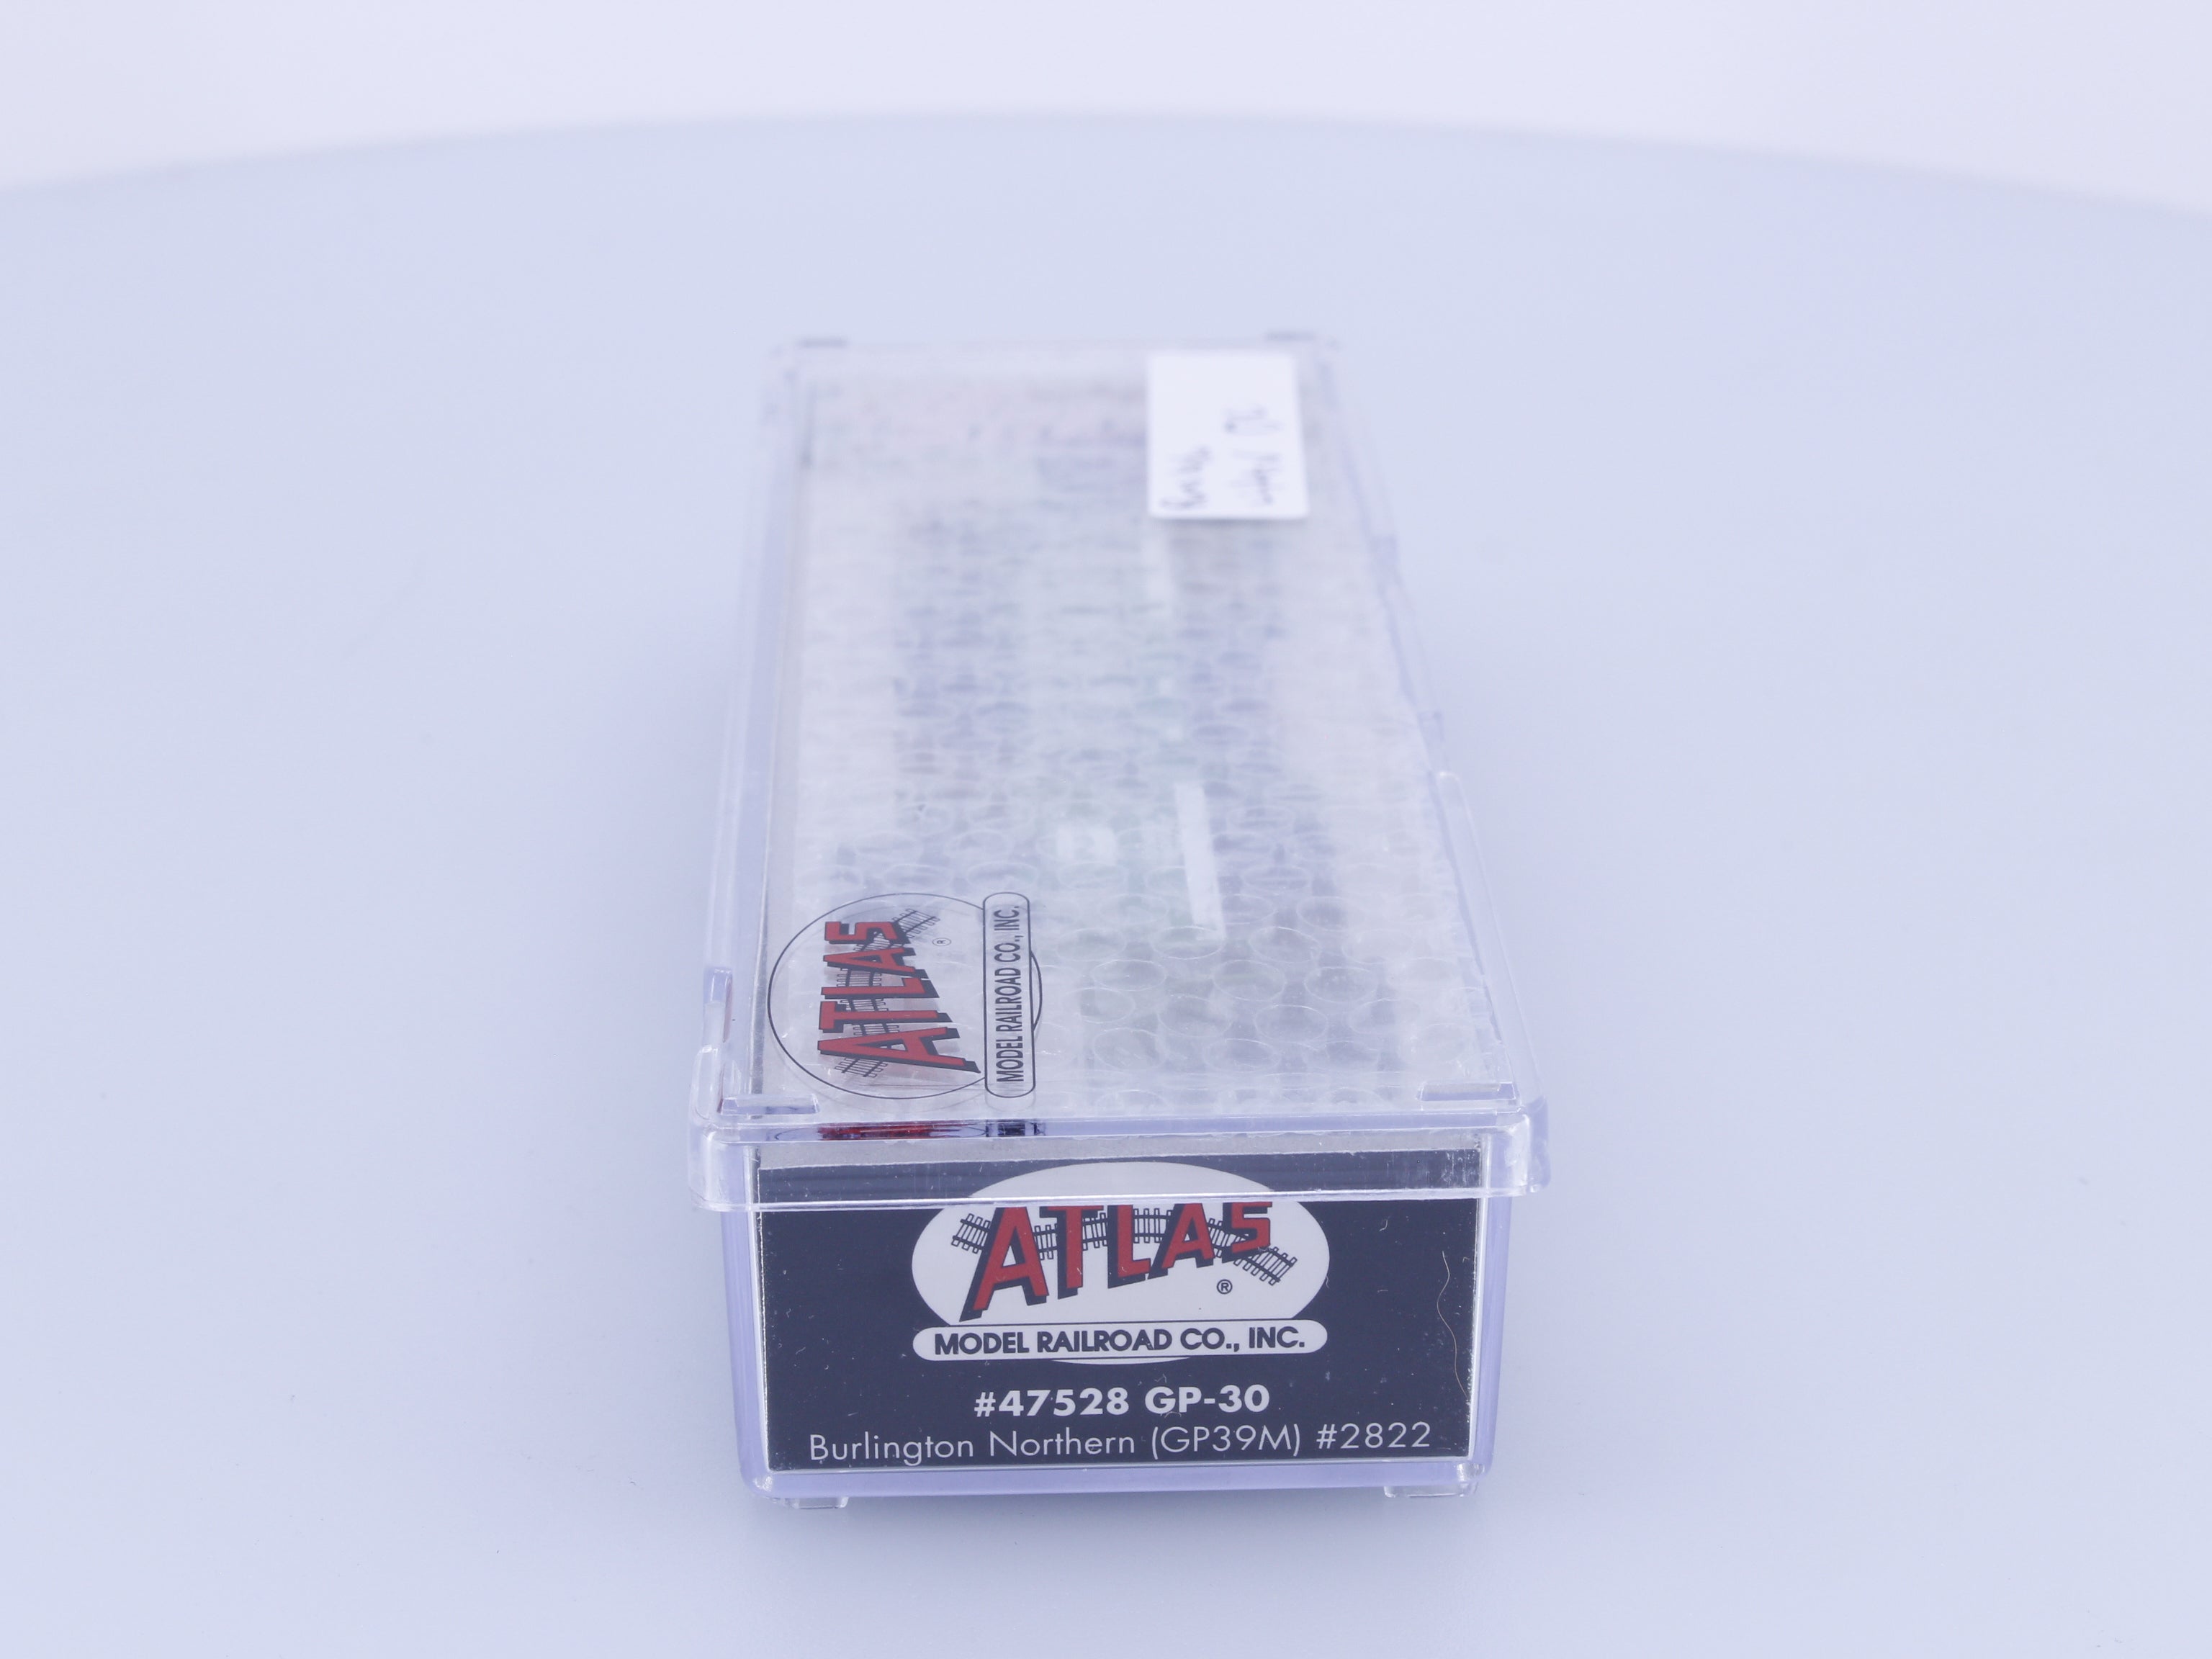 ATLAS
®
MODEL RAILROAD CO., INC.
ATLAS
®
MODEL RAILROAD CO., INC.
#47528 GP-30
Burlington Northern (GP39M) #2822